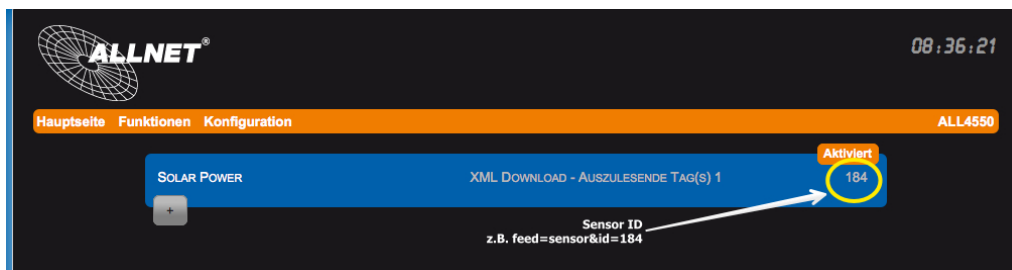 ALLNET®
08:36:21
Hauptseite Funktionen Konfiguration ALL4550
Aktiviert
SOLAR POWER XML DOWNLOAD - AUSZULESENDE TAG(S) 1 184
+
Sensor ID
z.B. feed=sensor&id=184